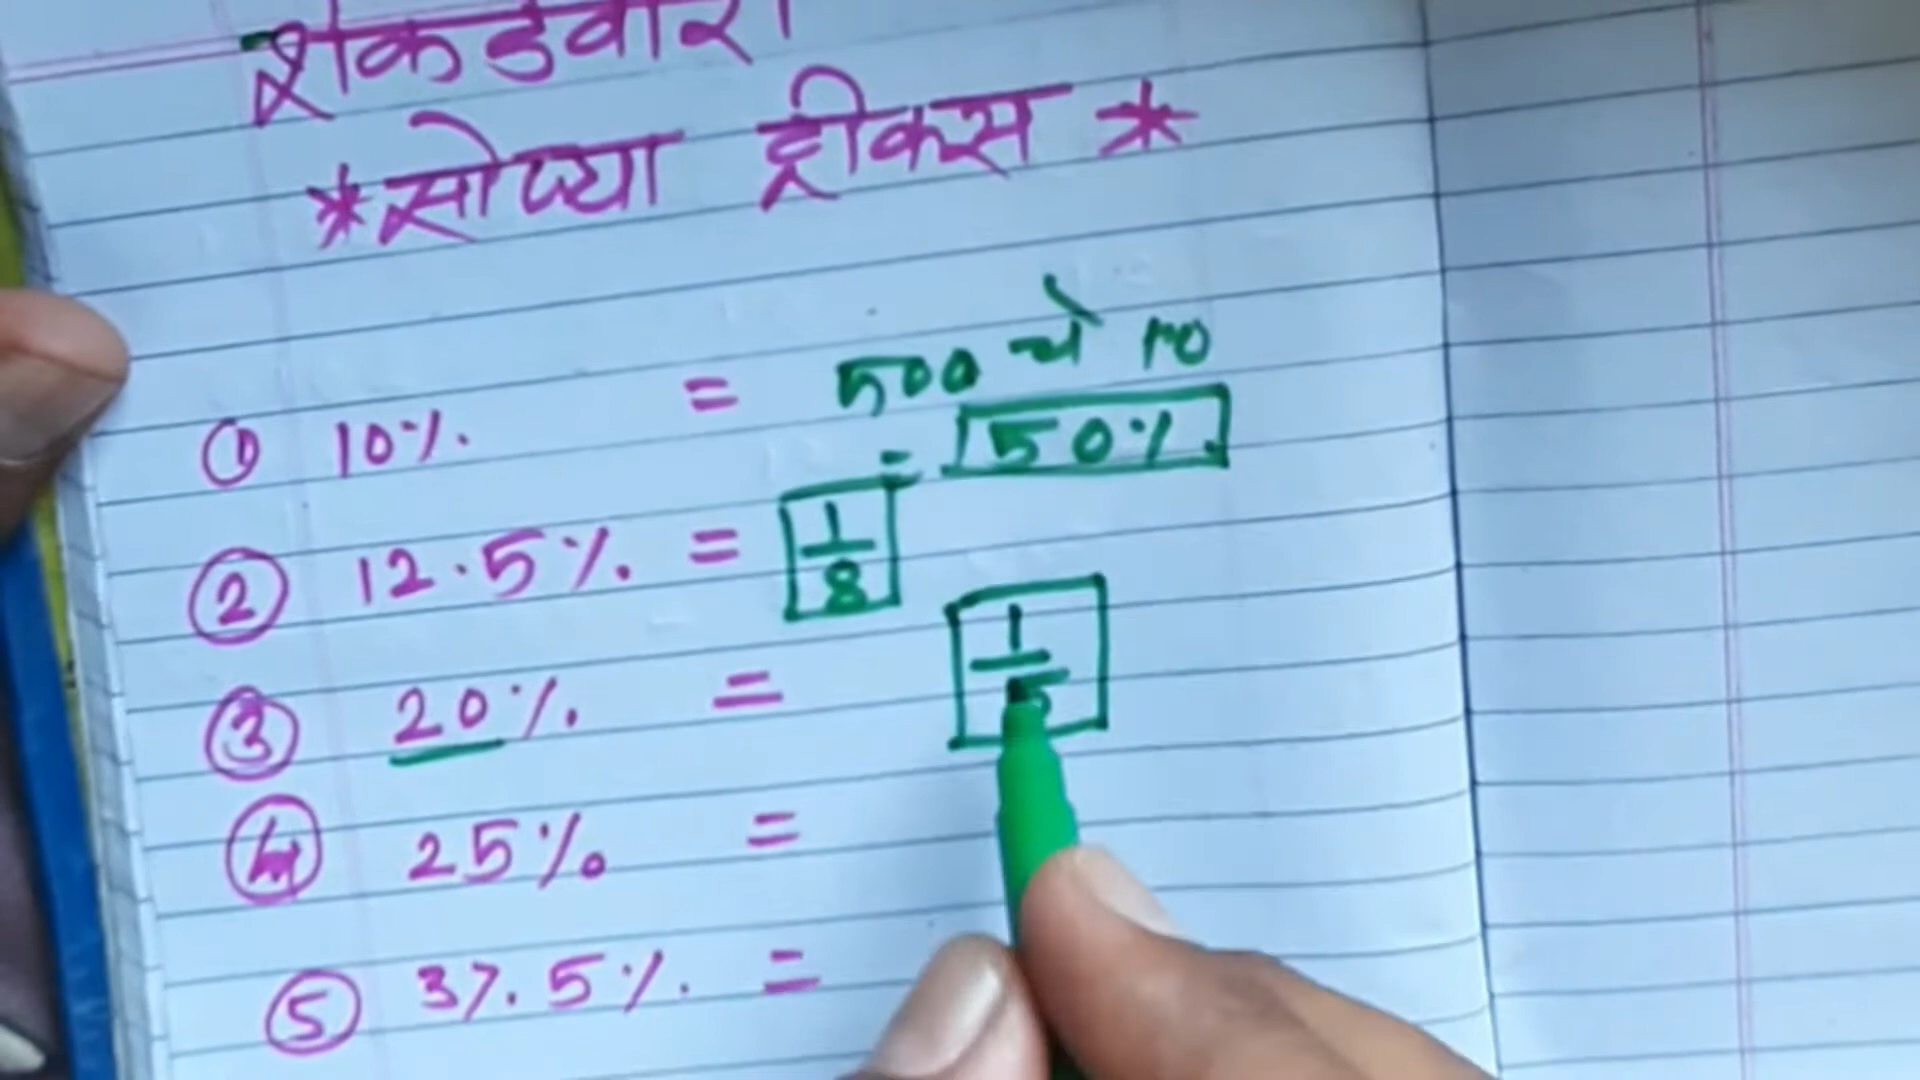 शेकडेवारी
*सोप्या ट्रीक्स*
① 10%. = 500 चे 10
= 50%.
② 12.5%. = 1/8
③ 20%. = 1/5
④ 25% =
⑤ 37.5%. =